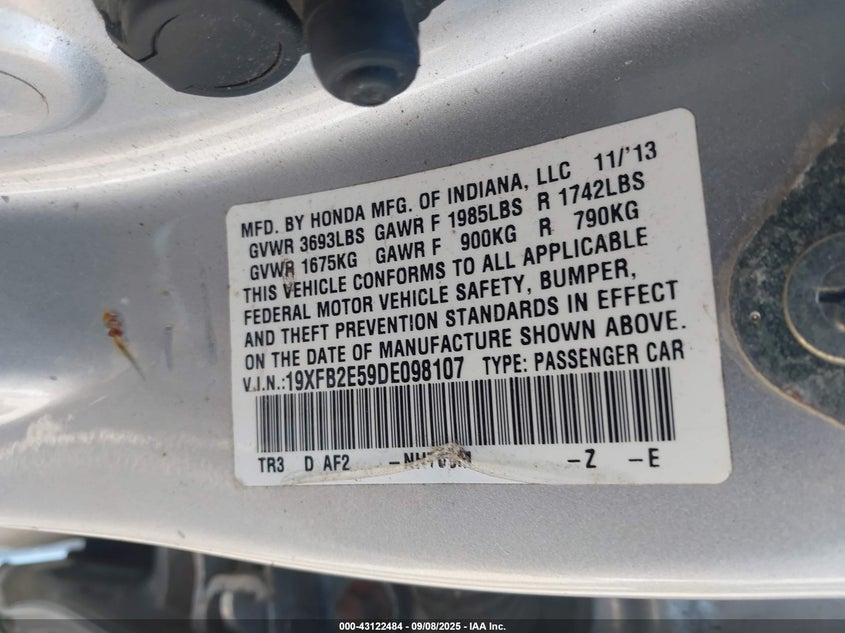 MFD. BY HONDA MFG. OF INDIANA, LLC 11/'13
GVWR 3693LBS GAWR F 1985LBS R 1742LBS
GVWR 1675KG GAWR F 900KG R 790KG
THIS VEHICLE CONFORMS TO ALL APPLICABLE
FEDERAL MOTOR VEHICLE SAFETY, BUMPER,
AND THEFT PREVENTION STANDARDS IN EFFECT
ON THE DATE OF MANUFACTURE SHOWN ABOVE.
V.I.N.:19XFB2E59DE098107 TYPE: PASSENGER CAR
TR3 D AF2 -Z -E
000-43122484 - 09/08/2025 - IAA Inc.